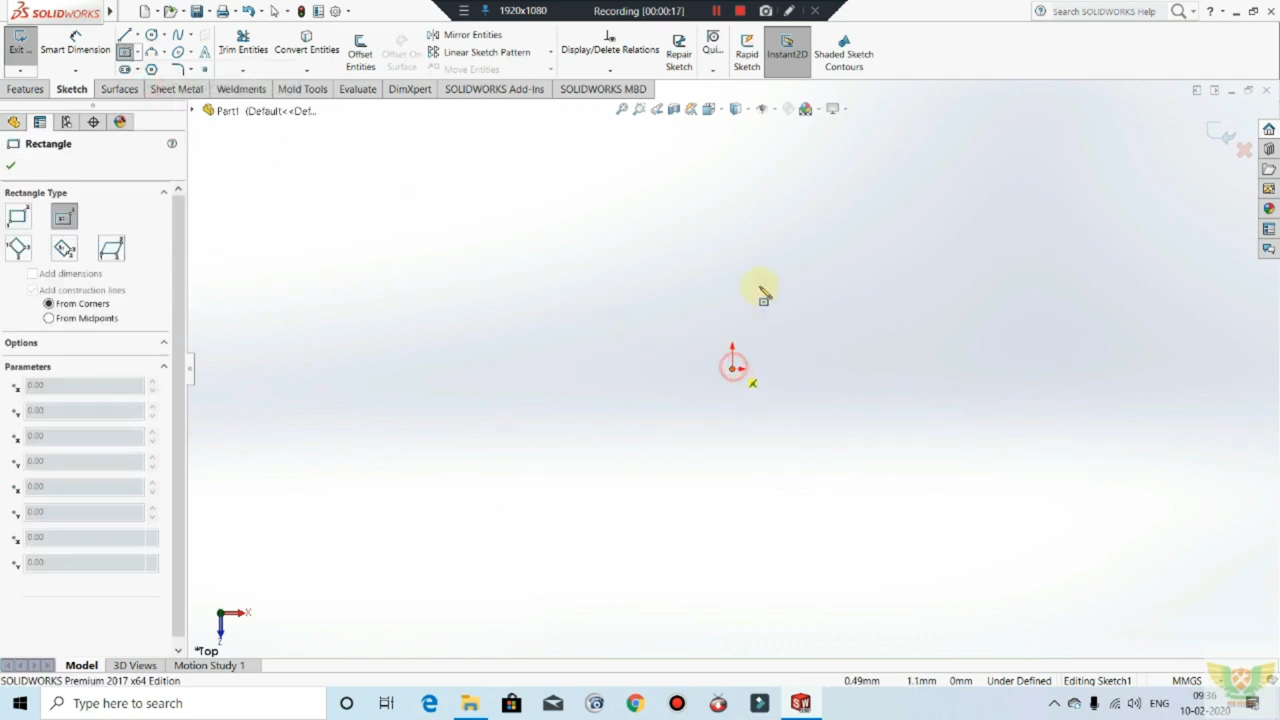 1920x1080
Recording [00:00:17]
SOLIDWORKS
Search SOLIDWORKS Help
Exit ...
Smart Dimension
Trim Entities
Convert Entities
Offset Entities
Offset On Surface
Mirror Entities
Linear Sketch Pattern
Move Entities
Display/Delete Relations
Repair Sketch
Qui...
Rapid Sketch
Instant2D
Shaded Sketch Contours
Features
Sketch
Surfaces
Sheet Metal
Weldments
Mold Tools
Evaluate
DimXpert
SOLIDWORKS Add-Ins
SOLIDWORKS MBD
Part1 (Default<<Def...
Rectangle
Rectangle Type
Add dimensions
Add construction lines
From Corners
From Midpoints
Options
Parameters
0.00
0.00
0.00
0.00
0.00
0.00
0.00
0.00
X
Z
*Top
Model
3D Views
Motion Study 1
SOLIDWORKS Premium 2017 x64 Edition
0.49mm
1.1mm
0mm
Under Defined
Editing Sketch1
MMGS
Type here to search
ENG
09:36
10-02-2020